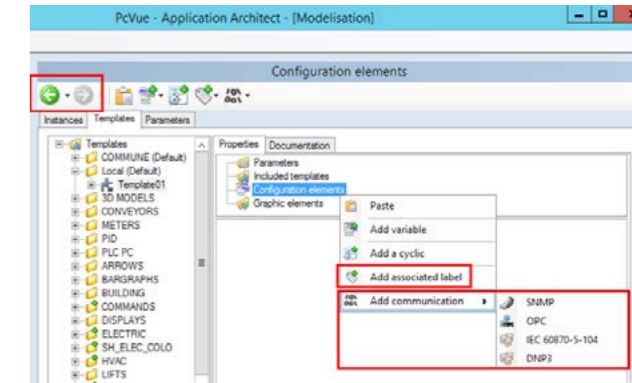 PcVue - Application Architect - [Modelisation]
Configuration elements
Instances Templates Parameters
Templates
COMMUNE (Default)
Local (Default)
Template01
3D MODELS
CONVEYORS
METERS
PID
PLC PC
ARROWS
BARGRAPHS
BUILDING
COMMANDS
DISPLAYS
ELECTRIC
SH_ELEC_COLO
HVAC
LIFTS
Properties Documentation
Parameters
Included templates
Configuration elements
Graphic elements
Paste
Add variable
Add a cyclic
Add associated label
Add communication
SNMP
OPC
IEC 60870-5-104
DNP3